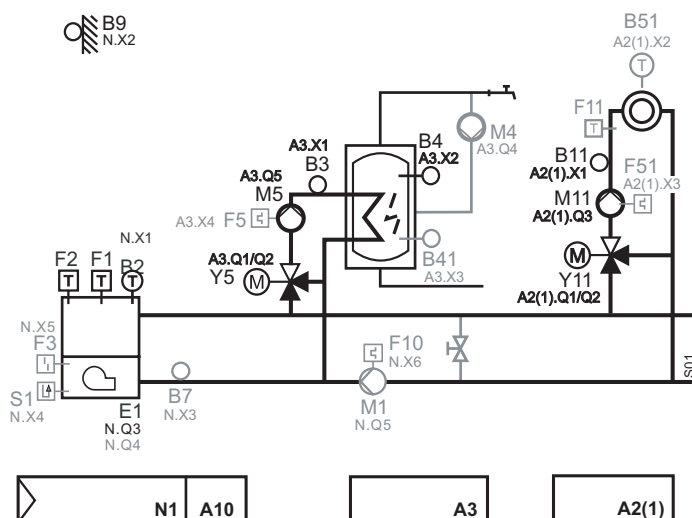 B9
N.X2
B51
A2(1).X2
T
F11
T
B11
A2(1).X1
F51
A2(1).X3
M11
A2(1).Q3
M
Y11
A2(1).Q1/Q2
A3.X1
B3
A3.Q5
M5
A3.X4
F5
B4
A3.X2
M4
A3.Q4
B41
A3.X3
A3.Q1/Q2
Y5
M
N.X1
F2
F1
B2
T
T
T
N.X5
F3
S1
N.X4
E1
N.Q3
N.Q4
B7
N.X3
F10
N.X6
M1
N.Q5
S01
N1
A10
A3
A2(1)